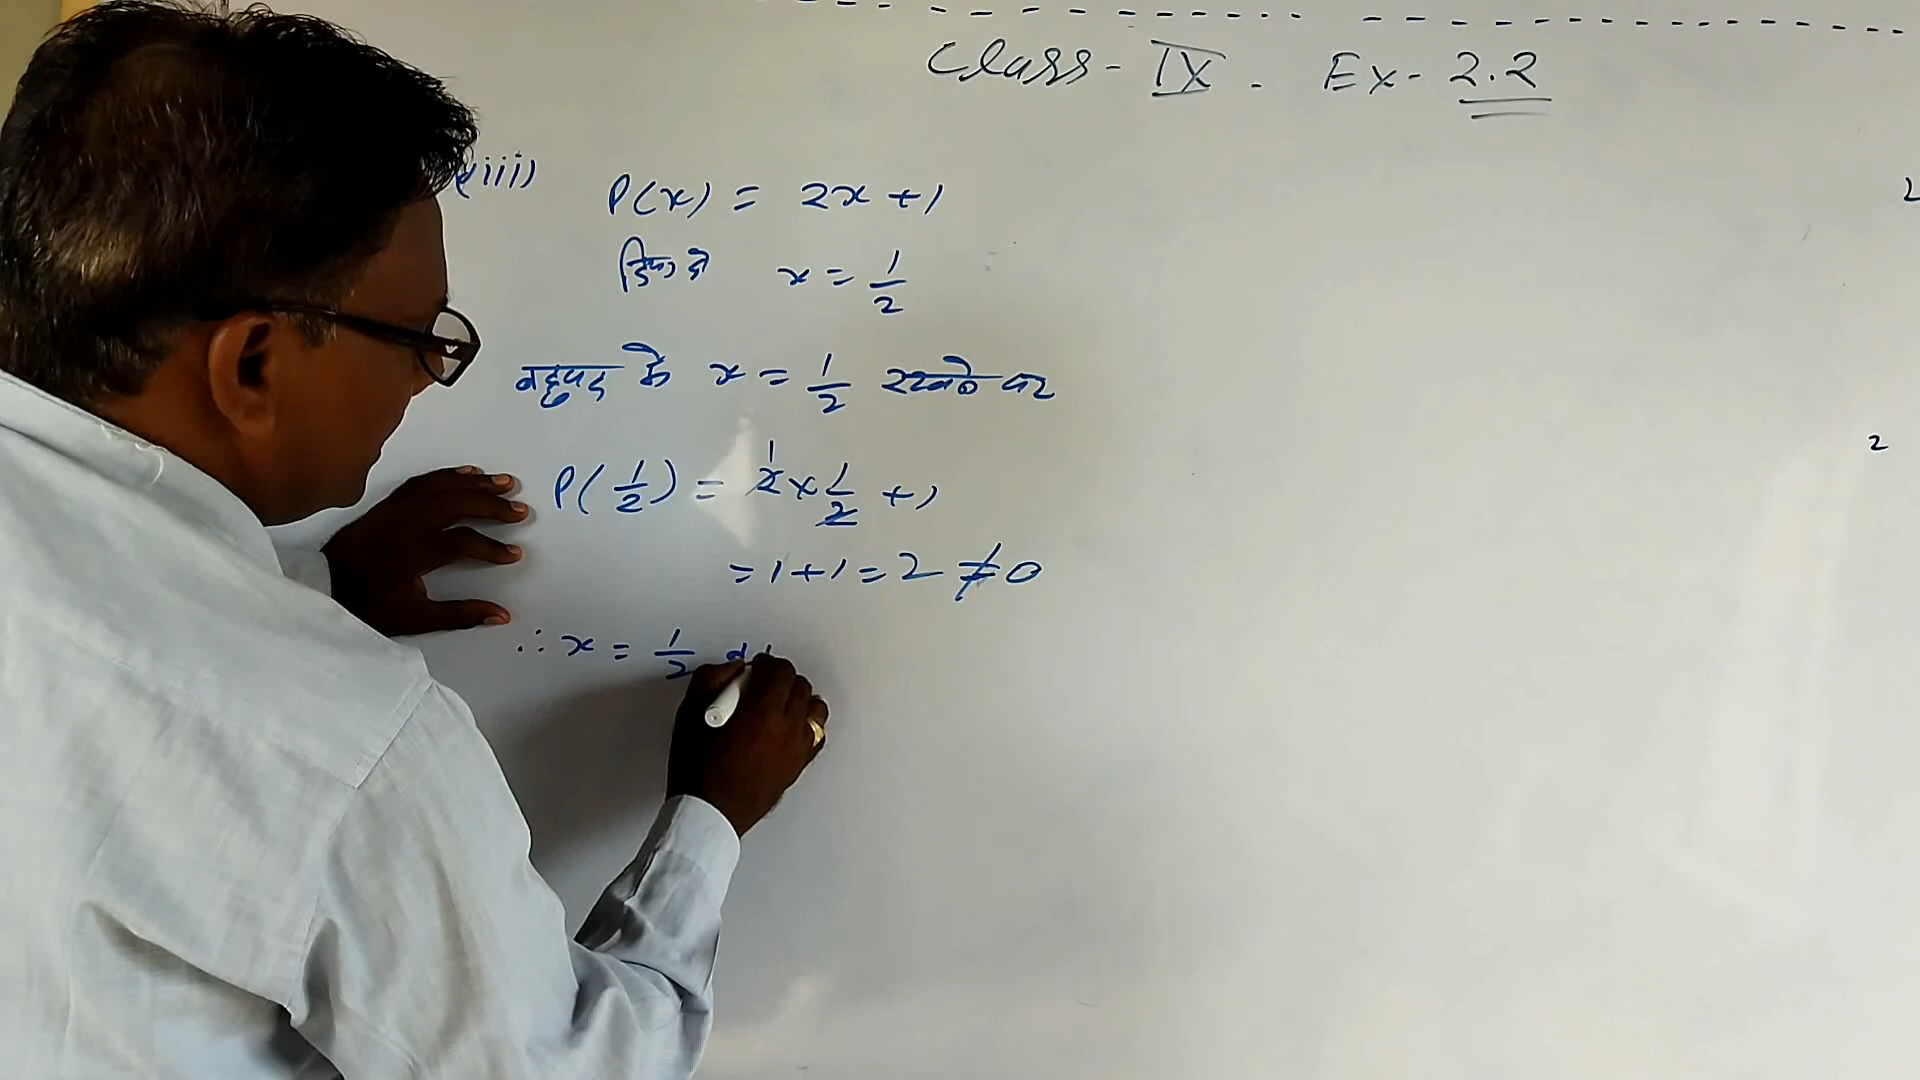 Class - IX . Ex - 2.2
(viii) P(x) = 2x + 1
दिया है x = 1/2
बहुपद के x = 1/2 रखने पर
P(1/2) = 2 × 1/2 + 1
= 1 + 1 = 2 ≠ 0
∴ x = 1/2
2